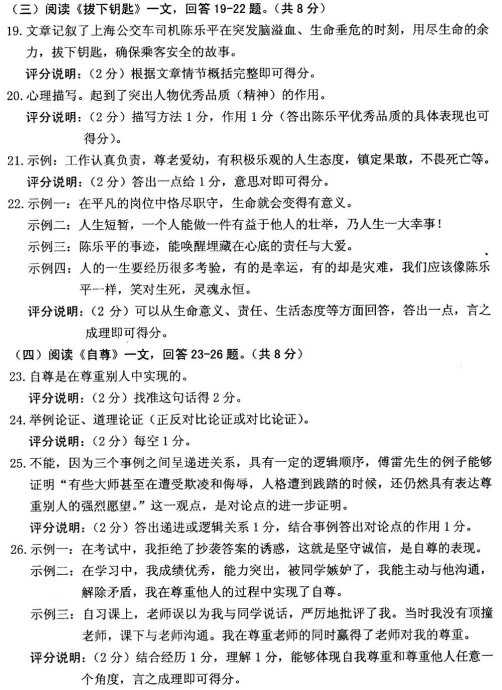 (三)阅读《拔下钥匙》一文，回答19-22题。(共8分)
19.文章记叙了上海公交车司机陈乐平在突发脑溢血、生命垂危的时刻，用尽生命的余
力，拔下钥匙，确保乘客安全的故事。
评分说明：(2分)根据文章情节概括完整即可得分。
20.心理描写。起到了突出人物优秀品质(精神)的作用。
评分说明：(2分)描写方法1分，作用1分(答出陈乐平优秀品质的具体表现也可
得分)。
21.示例：工作认真负责，尊老爱幼，有积极乐观的人生态度，镇定果敢，不畏死亡等。
评分说明：(2分)答出一点给1分，意思对即可得分。
22.示例一：在平凡的岗位中恪尽职守，生命就会变得有意义。
示例二：人生短暂，一个人能做一件有益于他人的壮举，乃人生一大幸事！
示例三：陈乐平的事迹，能唤醒埋藏在心底的责任与大爱。
示例四：人的一生要经历很多考验，有的是幸运，有的却是灾难，我们应该像陈乐
平一样，笑对生死，灵魂永恒。
评分说明：(2分)可以从生命意义、责任、生活态度等方面回答，答出一点，言之
成理即可得分。
(四)阅读《自尊》一文，回答23-26题。(共8分)
23.自尊是在尊重别人中实现的。
评分说明：(2分)找准这句话得2分。
24.举例论证、道理论证(正反对比论证或对比论证)。
评分说明：(2分)每空1分。
25.不能，因为三个事例之间呈递进关系，具有一定的逻辑顺序，傅雷先生的例子能够
证明“有些大师甚至在遭受欺凌和侮辱，人格遭到践踏的时候，还仍然具有表达尊
重别人的强烈愿望。”这一观点，是对论点的进一步证明。
评分说明：(2分)答出递进或逻辑关系1分，结合事例答出对论点的作用1分。
26.示例一：在考试中，我拒绝了抄袭答案的诱惑，这就是坚守诚信，是自尊的表现。
示例二：在学习中，我成绩优秀，能力突出，被同学嫉妒了，我能主动与他沟通，
解除矛盾，我在尊重他人的过程中实现了自尊。
示例三：自习课上，老师误以为我与同学说话，严厉地批评了我。当时我没有顶撞
老师，课下与老师沟通。我在尊重老师的同时赢得了老师对我的尊重。
评分说明：(2分)结合经历1分，理解1分，能够体现自我尊重和尊重他人任意一
个角度，言之成理即可得分。